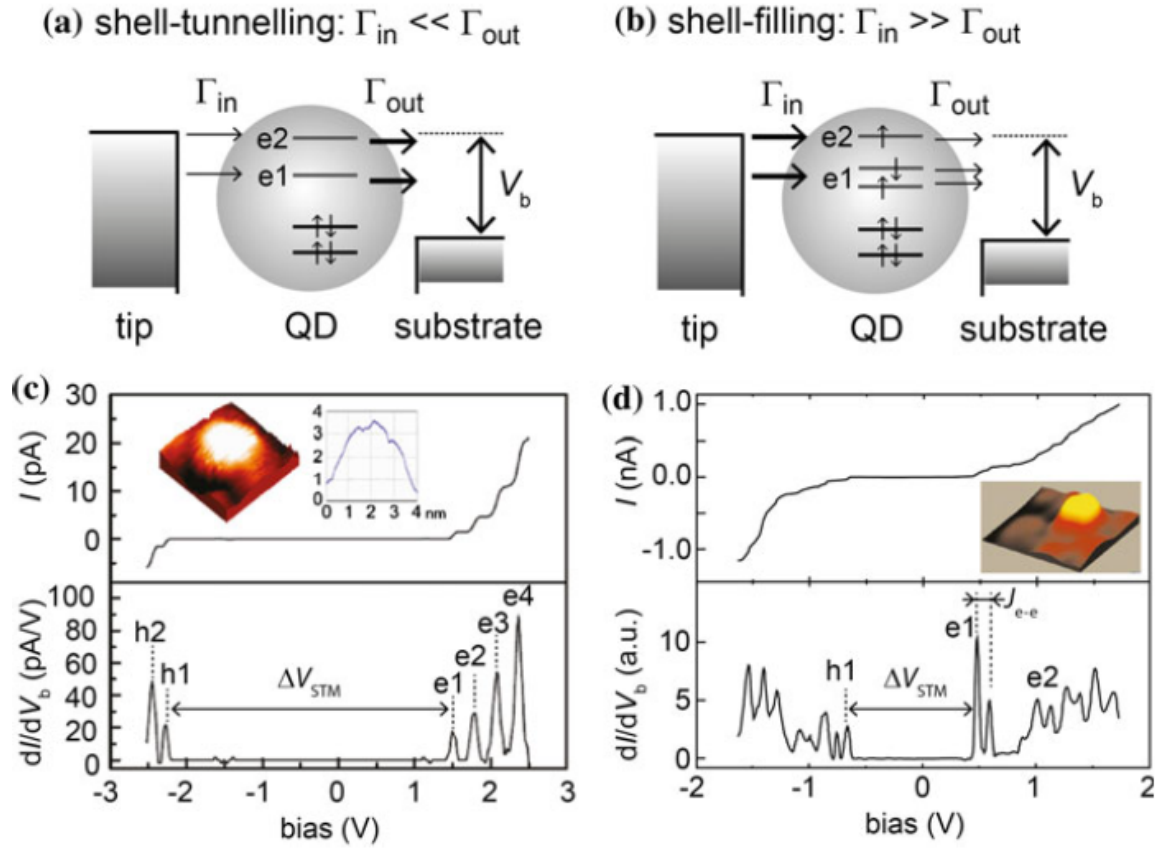 (a) shell-tunnelling: Γin << Γout
(b) shell-filling: Γin >> Γout
Γin
Γout
e2
e1
Vb
tip
QD
substrate
Γin
Γout
e2
e1
Vb
tip
QD
substrate
(c)
30
20
10
0
I (pA)
4
3
2
1
0
0 1 2 3 4 nm
100
80
60
40
20
0
dI/dVb (pA/V)
h2
h1
ΔVSTM
e1
e2
e3
e4
-3 -2 -1 0 1 2 3
bias (V)
(d)
1.0
0.0
-1.0
I (nA)
10
5
0
dI/dVb (a.u.)
h1
ΔVSTM
e1
Je-e
e2
-2 -1 0 1 2
bias (V)